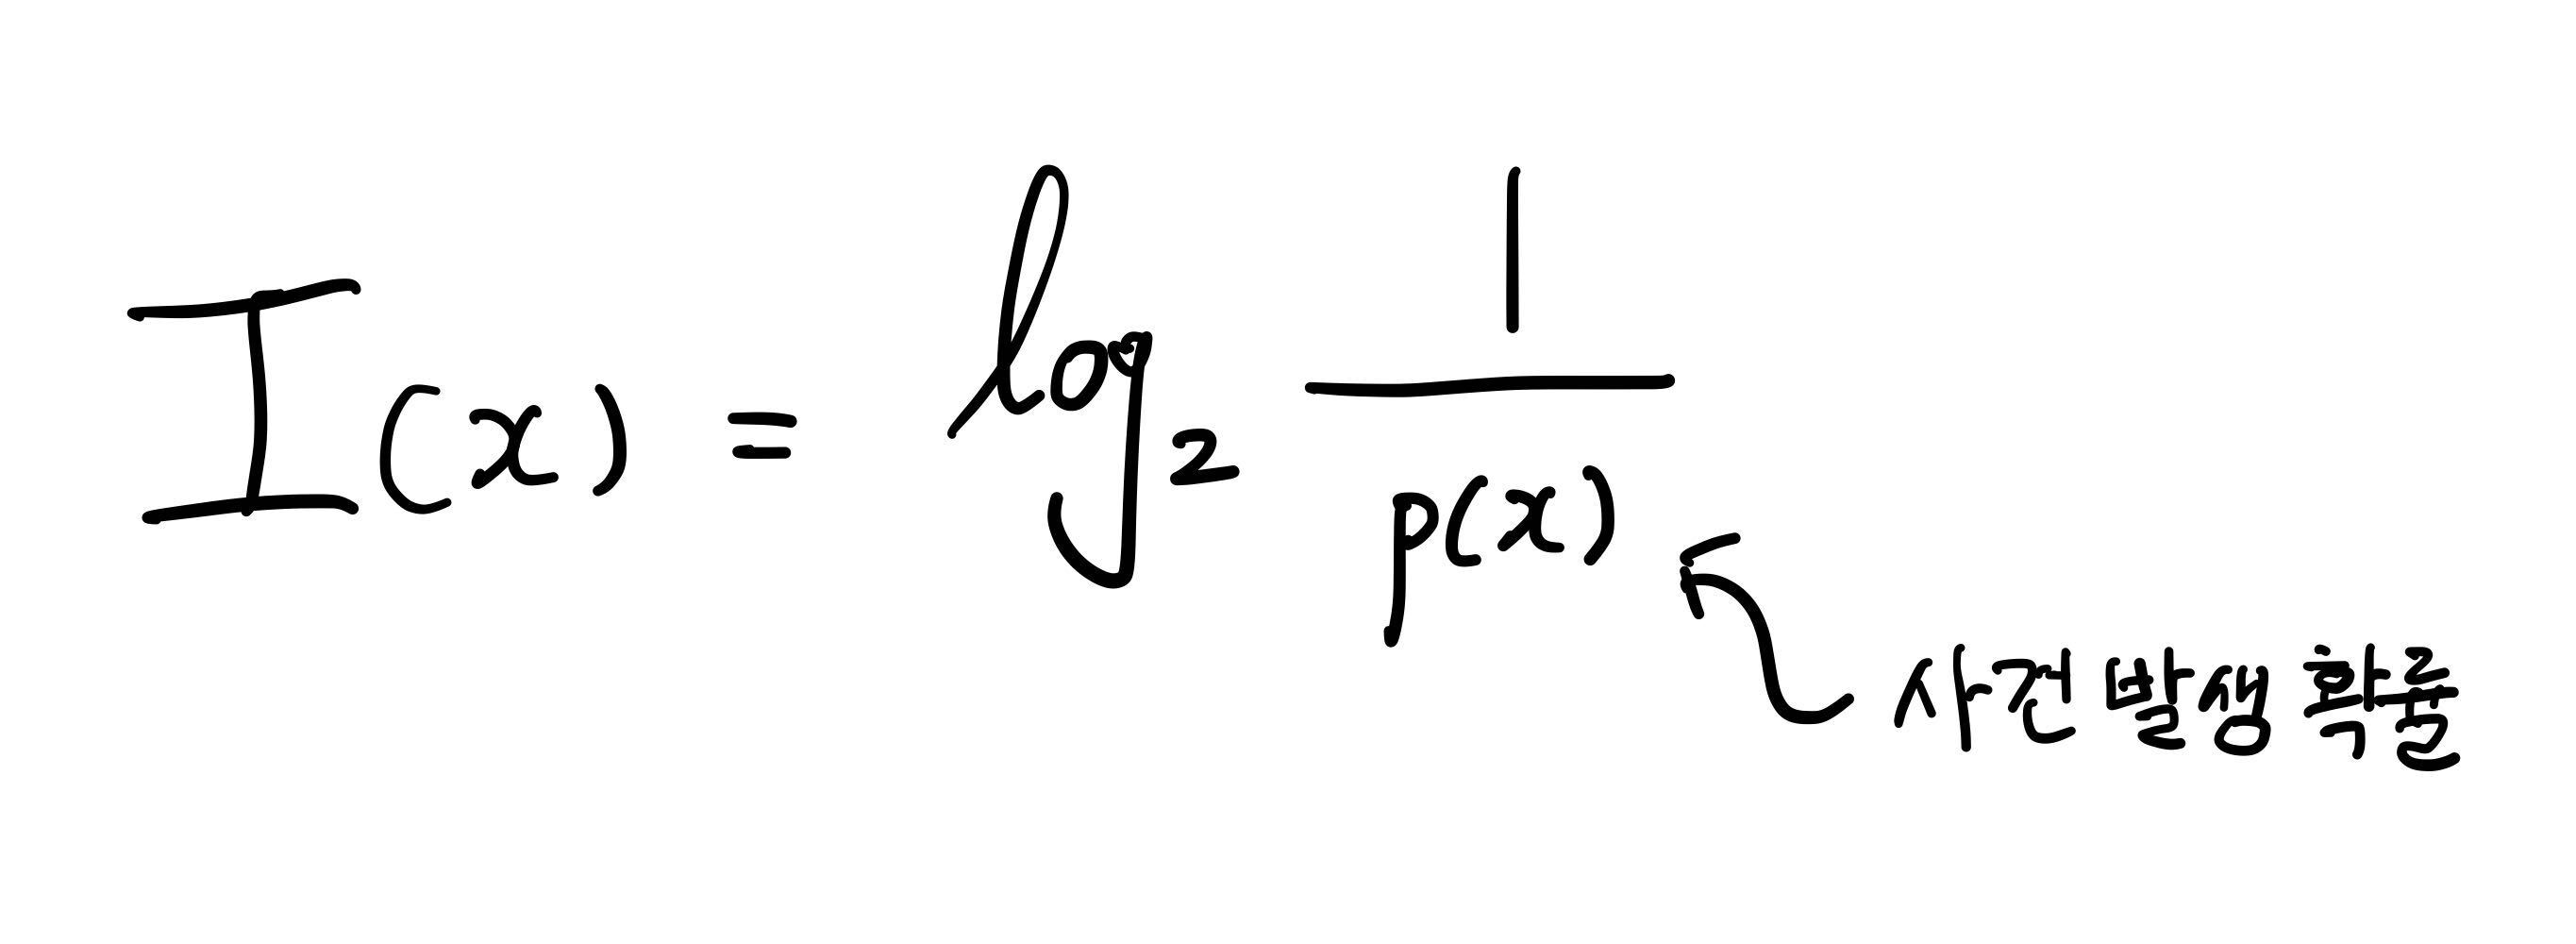 I(x) = log₂ 1/p(x)
사건 발생 확률